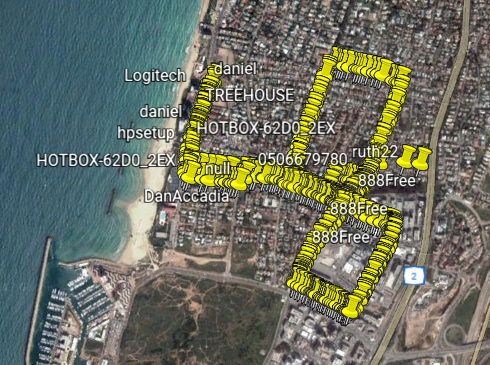 Logitech
daniel
TREEHOUSE
daniel
hpsetup
HOTBOX-62D0_2EX
HOTBOX-62D0_2EX
null
0506679780
ruth22
888Free
DanAccadia
888Free
888Free
2